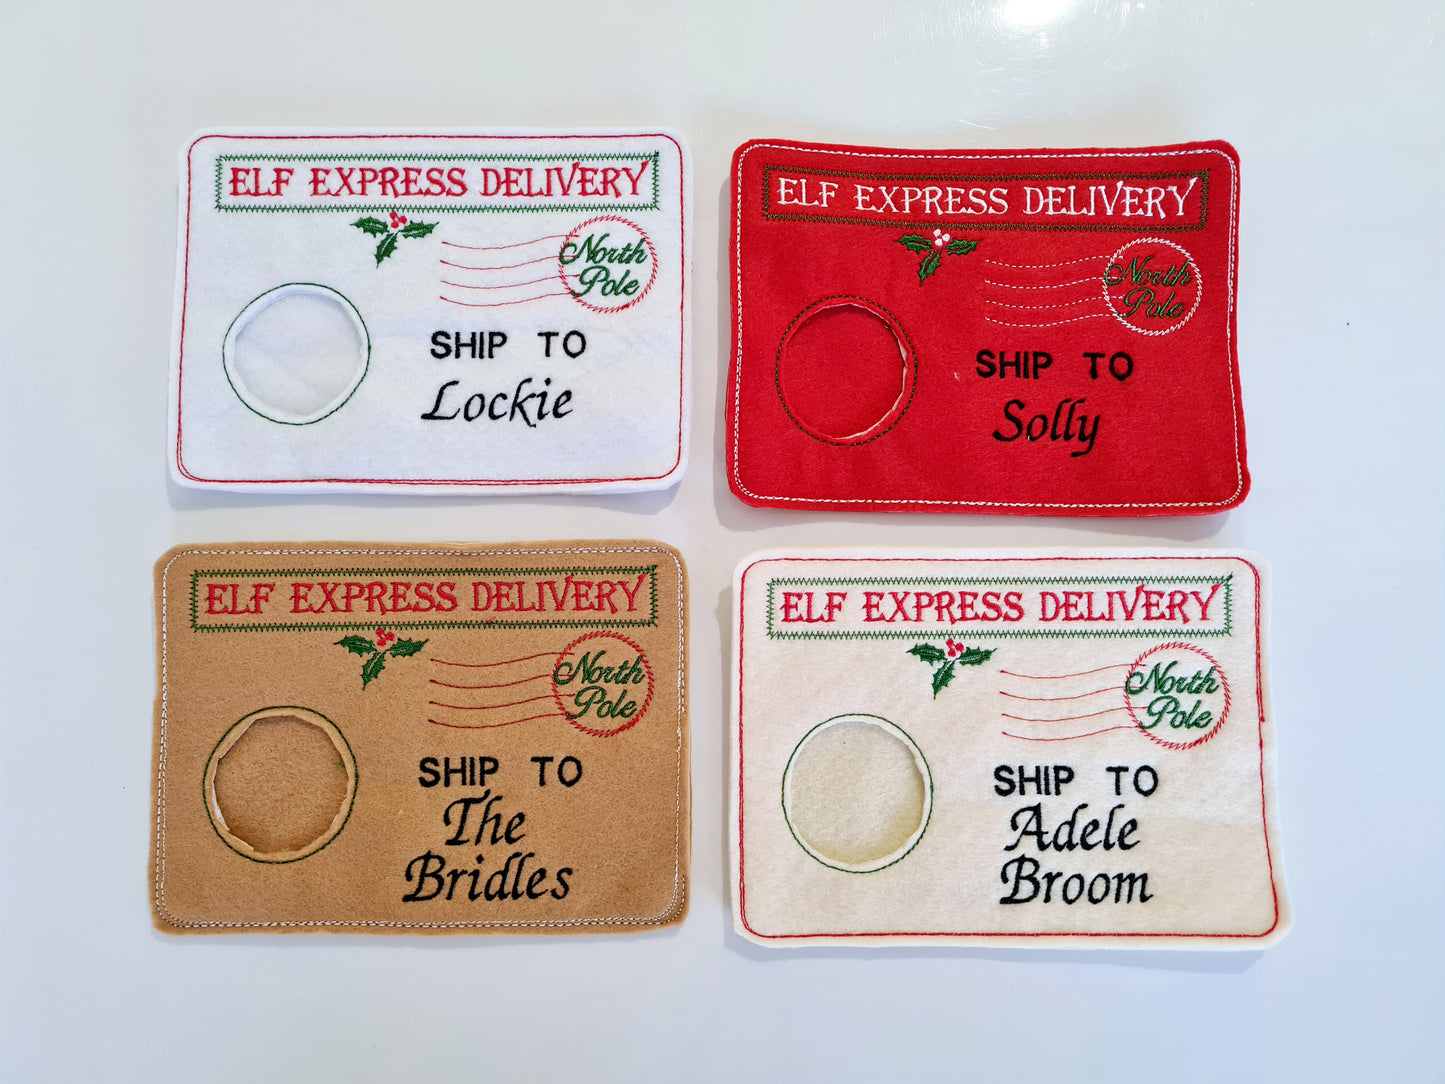 ELF EXPRESS DELIVERY
North
Pole
SHIP TO
Lockie
ELF EXPRESS DELIVERY
North
Pole
SHIP TO
Solly
ELF EXPRESS DELIVERY
North
Pole
SHIP TO
The
Bridles
ELF EXPRESS DELIVERY
North
Pole
SHIP TO
Adele
Broom